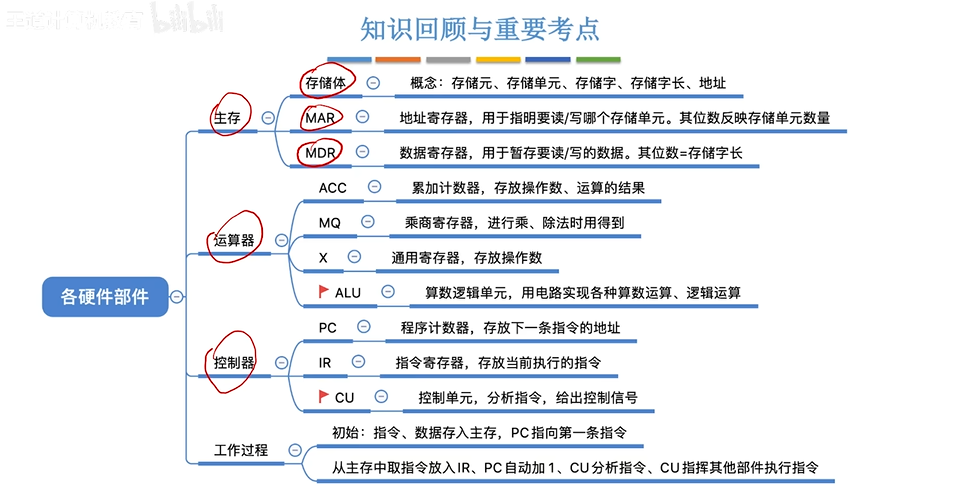 bilibili
知识回顾与重要考点
各硬件部件
主存
存储体
概念：存储元、存储单元、存储字、存储字长、地址
MAR
地址寄存器，用于指明要读/写哪个存储单元。其位数反映存储单元数量
MDR
数据寄存器，用于暂存要读/写的数据。其位数=存储字长
运算器
ACC
累加计数器，存放操作数、运算的结果
MQ
乘商寄存器，进行乘、除法时用得到
X
通用寄存器，存放操作数
ALU
算数逻辑单元，用电路实现各种算数运算、逻辑运算
控制器
PC
程序计数器，存放下一条指令的地址
IR
指令寄存器，存放当前执行的指令
CU
控制单元，分析指令，给出控制信号
工作过程
初始：指令、数据存入主存，PC指向第一条指令
从主存中取指令放入IR、PC自动加1、CU分析指令、CU指挥其他部件执行指令